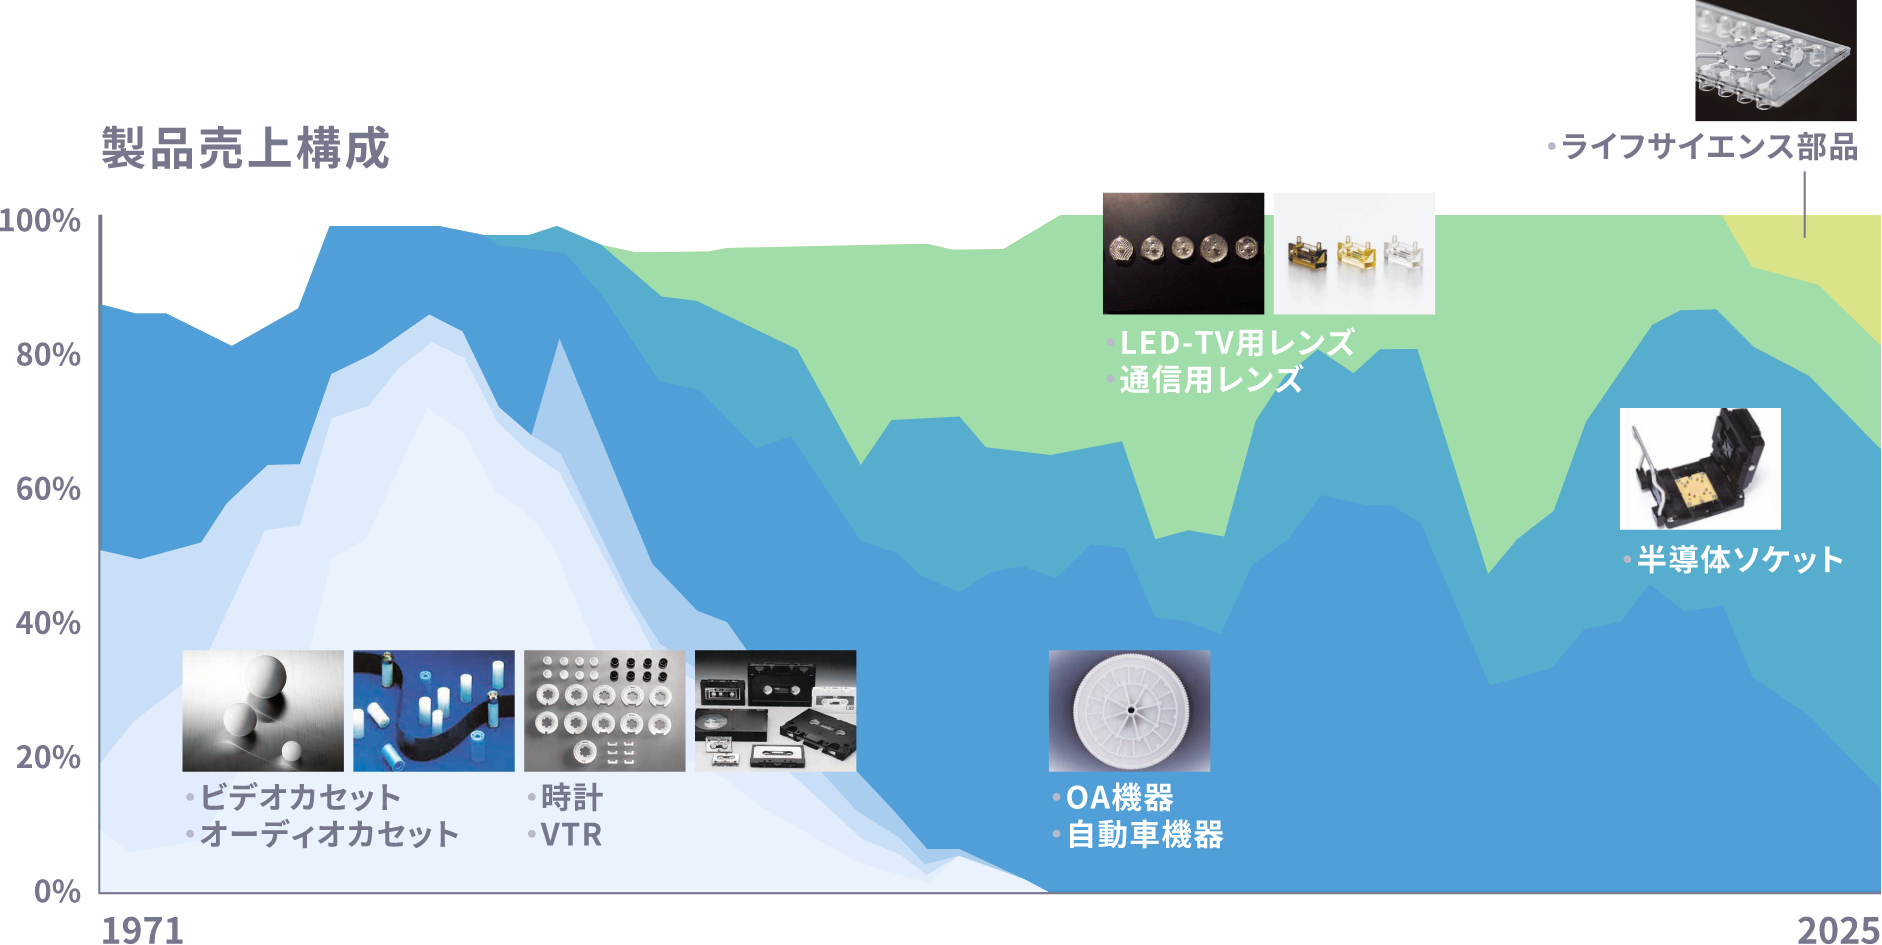 製品売上構成
・ライフサイエンス部品
100%
80%
60%
40%
20%
0%
・LED-TV用レンズ
・通信用レンズ
・半導体ソケット
・ビデオカセット
・オーディオカセット
・時計
・VTR
・OA機器
・自動車機器
1971
2025